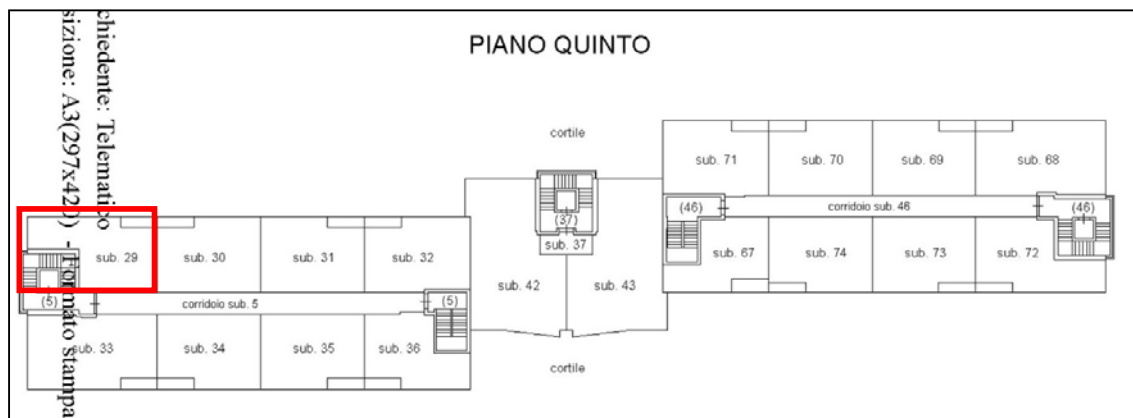 PIANO QUINTO
chiedente: Telematico
sizione: A3(297x420)) - Formato stampa
cortile
sub. 71
sub. 70
sub. 69
sub. 68
(46)
corridoio sub. 46
(46)
(37)
sub. 37
sub. 67
sub. 74
sub. 73
sub. 72
sub. 29
sub. 30
sub. 31
sub. 32
sub. 42
sub. 43
(5)
corridoio sub. 5
(5)
sub. 33
sub. 34
sub. 35
sub. 36
cortile